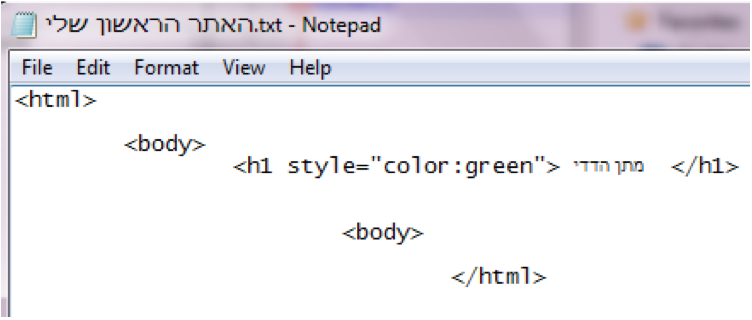 האתר הראשון שלי.txt - Notepad
File Edit Format View Help
<html>
<body>
<h1 style="color:green"> מתן הדדי </h1>
<body>
</html>